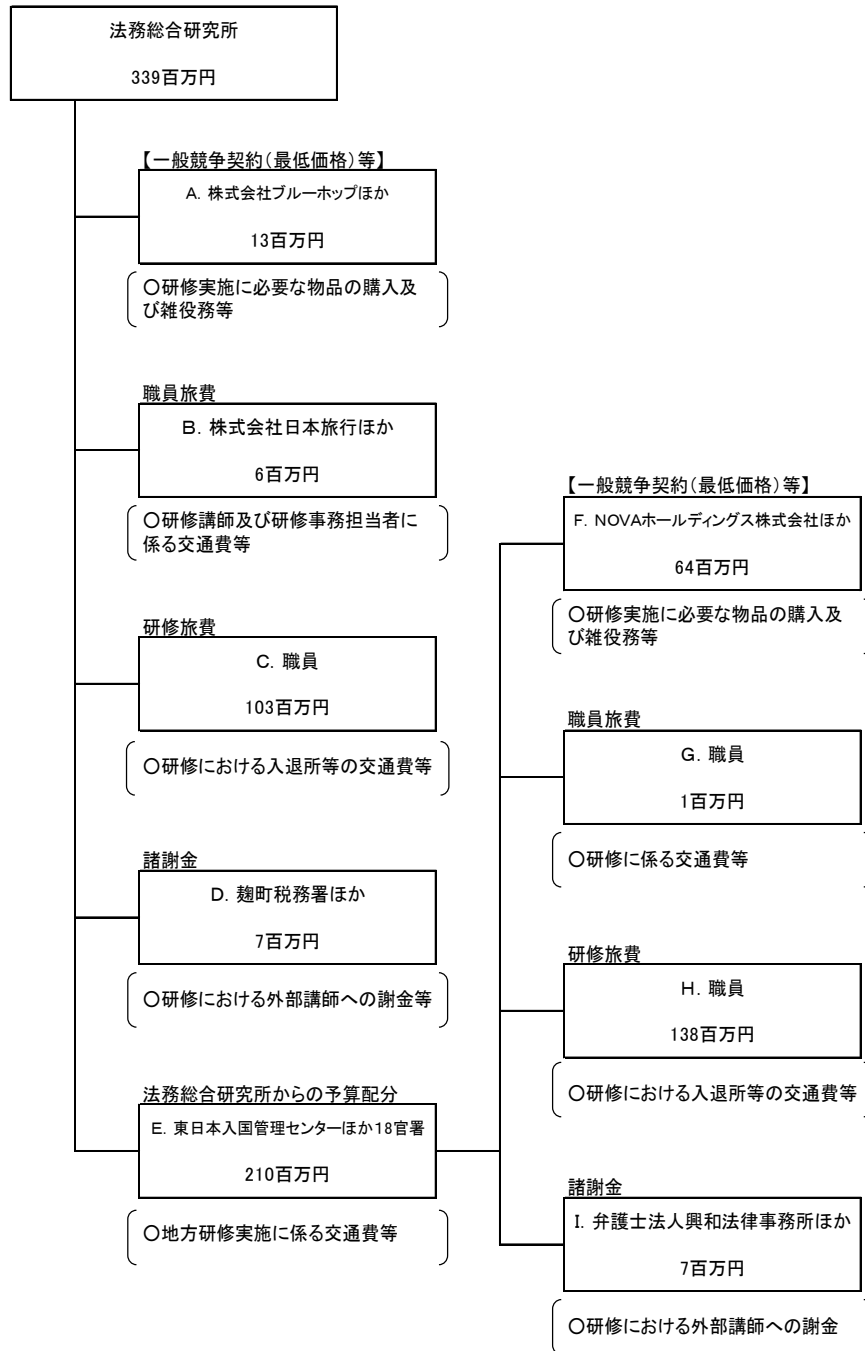 法務総合研究所
339百万円
【一般競争契約(最低価格)等】
A. 株式会社ブルーホップほか
13百万円
○研修実施に必要な物品の購入及
び雑役務等
職員旅費
B. 株式会社日本旅行ほか
6百万円
○研修講師及び研修事務担当者に
係る交通費等
研修旅費
C. 職員
103百万円
○研修における入退所等の交通費等
諸謝金
D. 麹町税務署ほか
7百万円
○研修における外部講師への謝金等
法務総合研究所からの予算配分
E. 東日本入国管理センターほか18官署
210百万円
○地方研修実施に係る交通費等
【一般競争契約(最低価格)等】
F. NOVAホールディングス株式会社ほか
64百万円
○研修実施に必要な物品の購入及
び雑役務等
職員旅費
G. 職員
1百万円
○研修に係る交通費等
研修旅費
H. 職員
138百万円
○研修における入退所等の交通費等
諸謝金
I. 弁護士法人興和法律事務所ほか
7百万円
○研修における外部講師への謝金